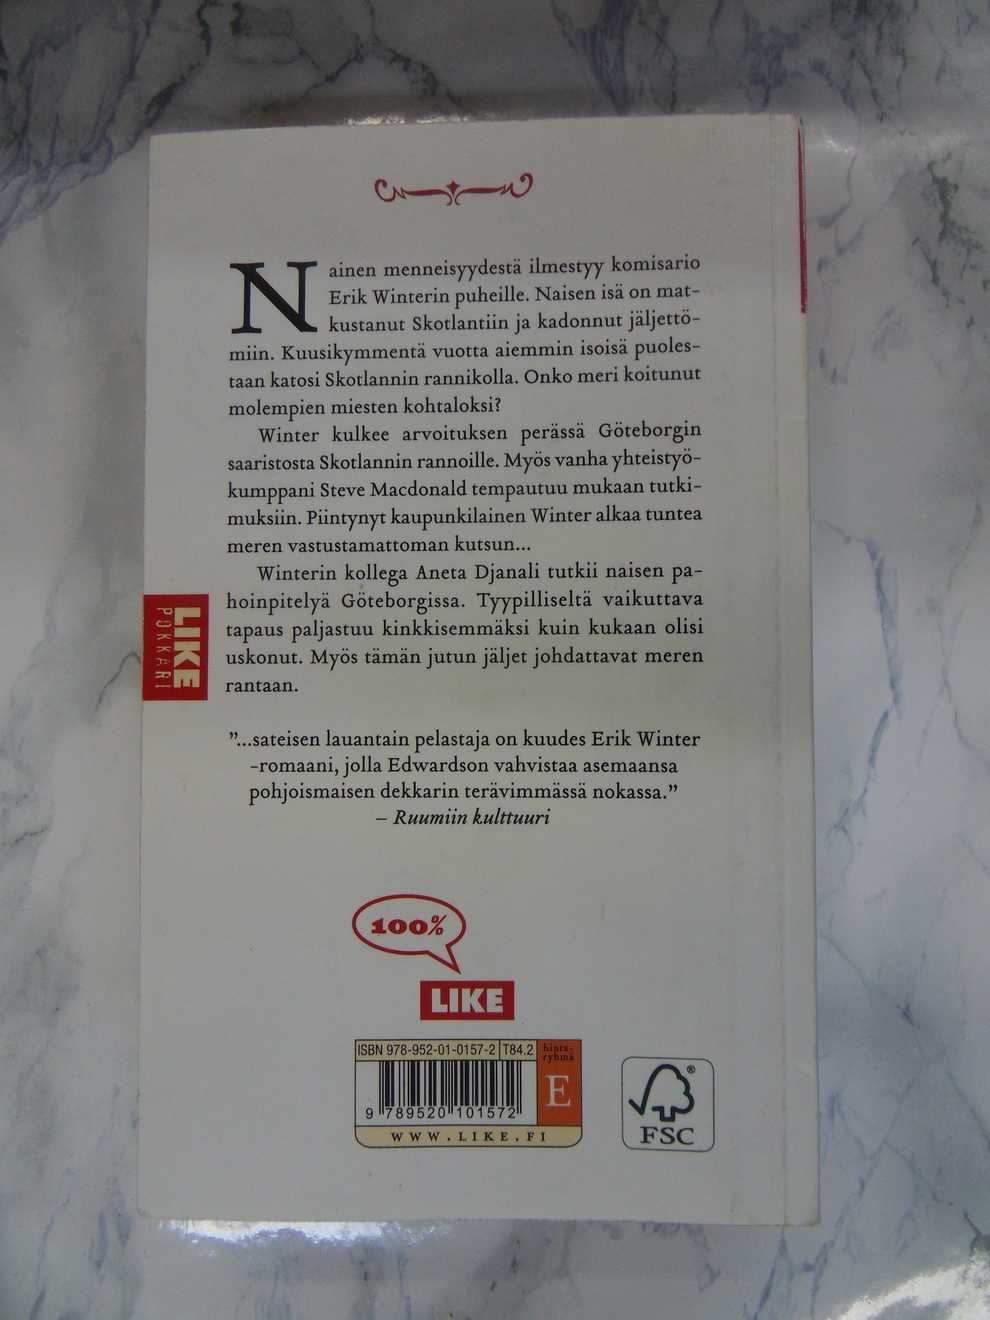 Nainen menneisyydestä ilmestyy komisario
Erik Winterin puheille. Naisen isä on mat-
kustanut Skotlantiin ja kadonnut jäljettö-
miin. Kuusikymmentä vuotta aiemmin isoisä puoles-
taan katosi Skotlannin rannikolla. Onko meri koitunut
molempien miesten kohtaloksi?
Winter kulkee arvoituksen perässä Göteborgin
saaristosta Skotlannin rannoille. Myös vanha yhteistyö-
kumppani Steve Macdonald tempautuu mukaan tutki-
muksiin. Piintynyt kaupunkilainen Winter alkaa tuntea
meren vastustamattoman kutsun...
Winterin kollega Aneta Djanali tutkii naisen pa-
hoinpitelyä Göteborgissa. Tyypilliseltä vaikuttava
tapaus paljastuu kinkkisemmäksi kuin kukaan olisi
uskonut. Myös tämän jutun jäljet johdattavat meren
rantaan.
LIKE
POKKARI
”...sateisen lauantain pelastaja on kuudes Erik Winter
-romaani, jolla Edwardson vahvistaa asemaansa
pohjoismaisen dekkarin terävimmässä nokassa.”
– Ruumiin kulttuuri
100%
LIKE
ISBN 978-952-01-0157-2 T84.2
hinta-
ryhmä
E
9 789520 101572
WWW.LIKE.FI
®
FSC